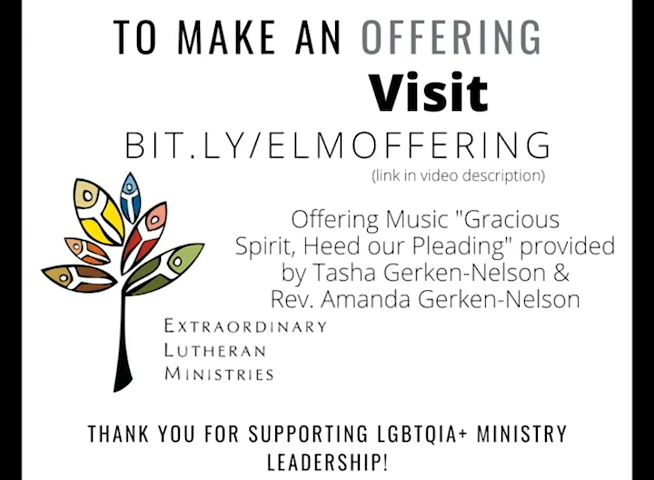 TO MAKE AN OFFERING
Visit
BIT.LY/ELMOFFERING
(link in video description)
Offering Music "Gracious
Spirit, Heed our Pleading" provided
by Tasha Gerken-Nelson &
Rev. Amanda Gerken-Nelson
EXTRAORDINARY
LUTHERAN
MINISTRIES
THANK YOU FOR SUPPORTING LGBTQIA+ MINISTRY
LEADERSHIP!